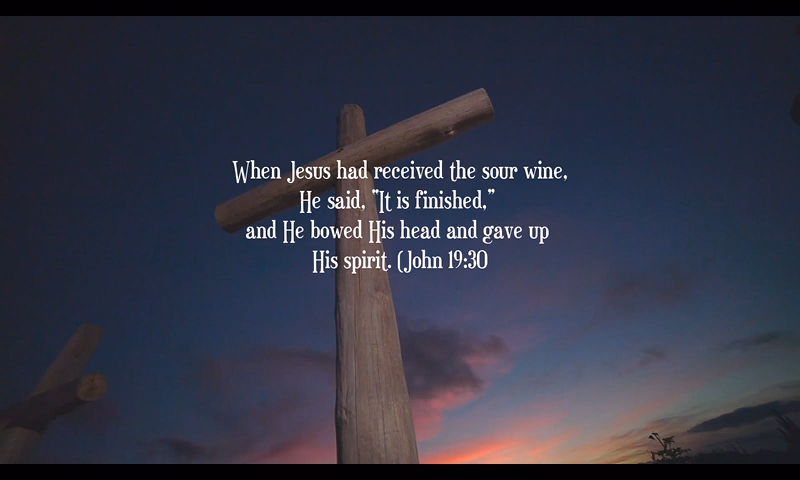 When Jesus had received the sour wine,
He said, "It is finished,"
and He bowed His head and gave up
His spirit. (John 19:30